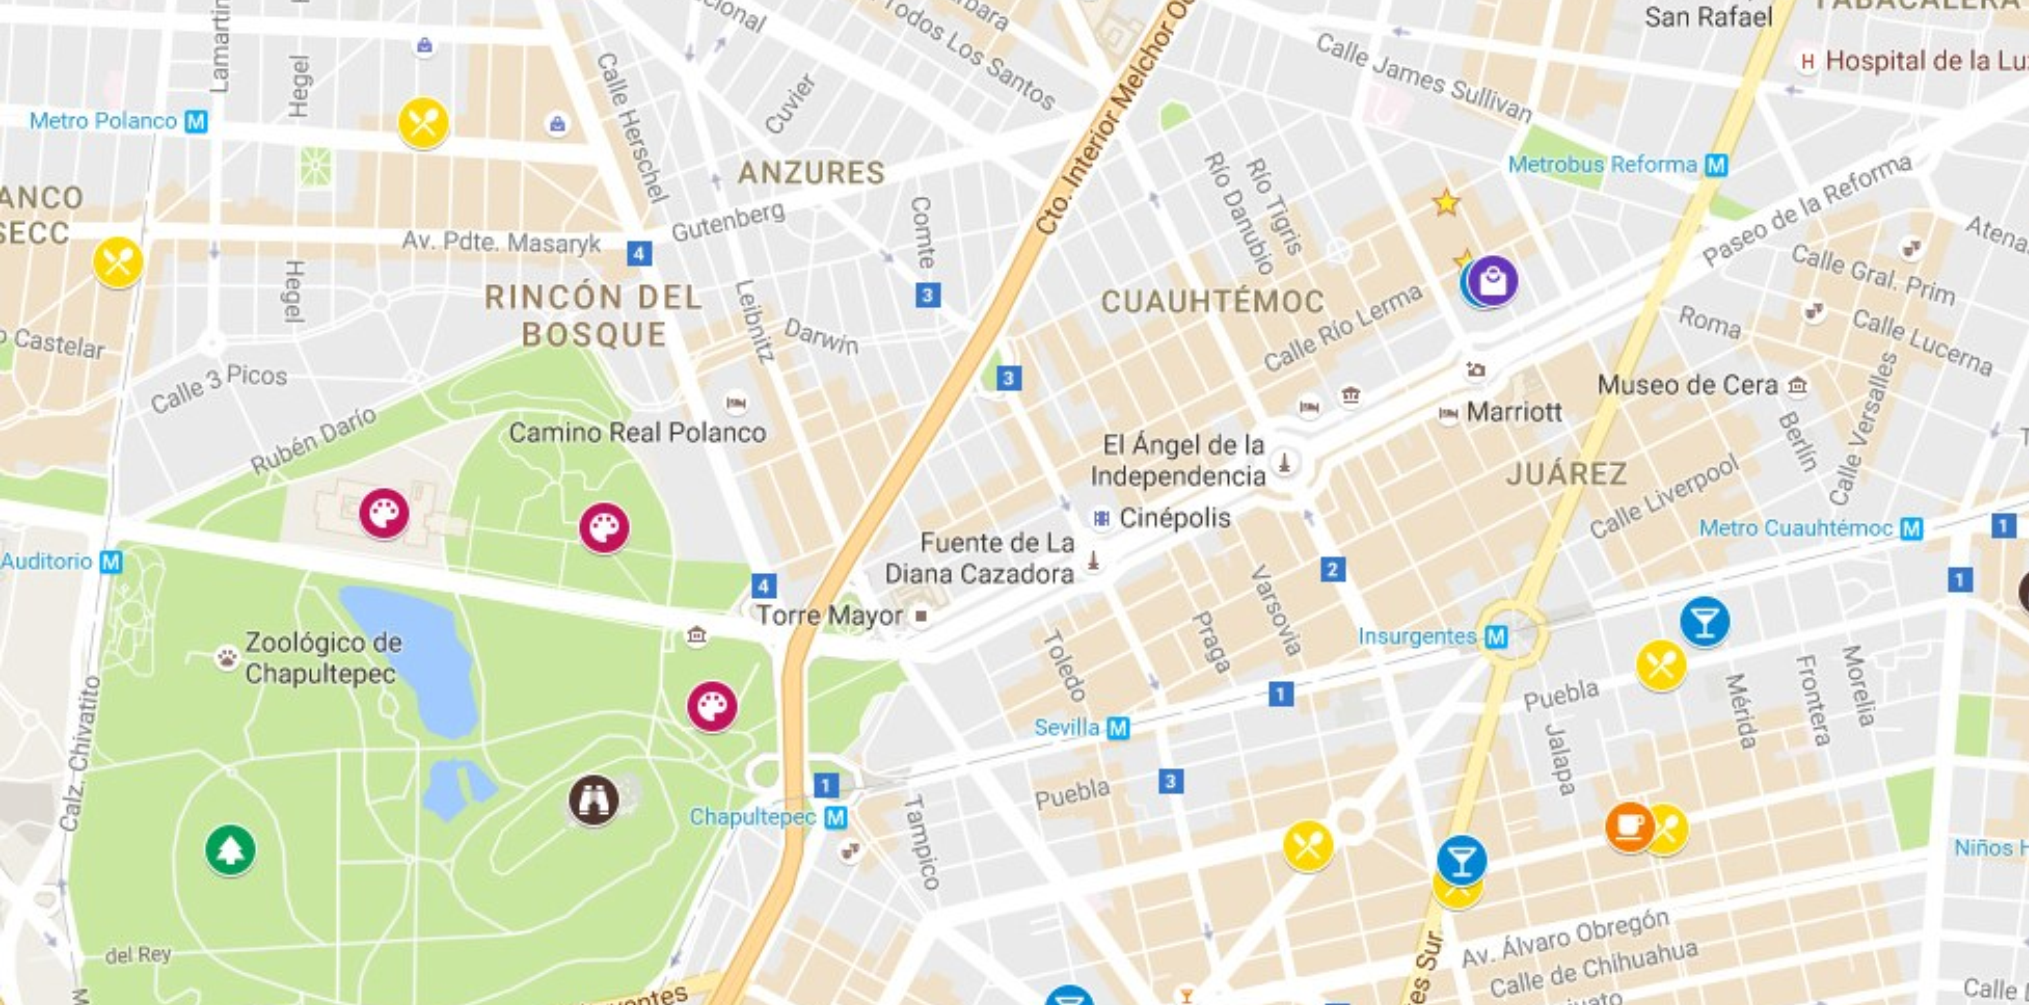 San Rafael
TABACALERA
Hospital de la Lu
Lamartin
Hegel
cional
Todos Los Santos
Calle Herschel
Cuvier
Cto. Interior Melchor Oc
Calle James Sullivan
Metro Polanco
M
ANZURES
Metrobus Reforma
M
Río Tigris
Río Danubio
Paseo de la Reforma
ANCO
SECC
Gutenberg
Comte
Av. Pdte. Masaryk
4
Atena
Calle Gral. Prim
Hegel
RINCÓN DEL
BOSQUE
Leibnitz
Darwin
3
CUAUHTÉMOC
Calle Río Lerma
Roma
Calle Lucerna
o Castelar
Calle 3 Picos
3
Museo de Cera
Calle Versalles
Berlín
Rubén Darío
Camino Real Polanco
Marriott
El Ángel de la
Independencia
JUÁREZ
Calle Liverpool
Cinépolis
Metro Cuauhtémoc
M
1
Auditorio
M
Fuente de La
Diana Cazadora
2
1
4
Torre Mayor
Varsovia
Praga
Toledo
Insurgentes
M
Zoológico de
Chapultepec
Calz. Chivatito
1
Puebla
Mérida
Frontera
Morelia
Jalapa
Sevilla
M
3
Puebla
1
Chapultepec
M
Tampico
Niños H
del Rey
Av. Álvaro Obregón
Calle de Chihuahua
es Sur
Calle